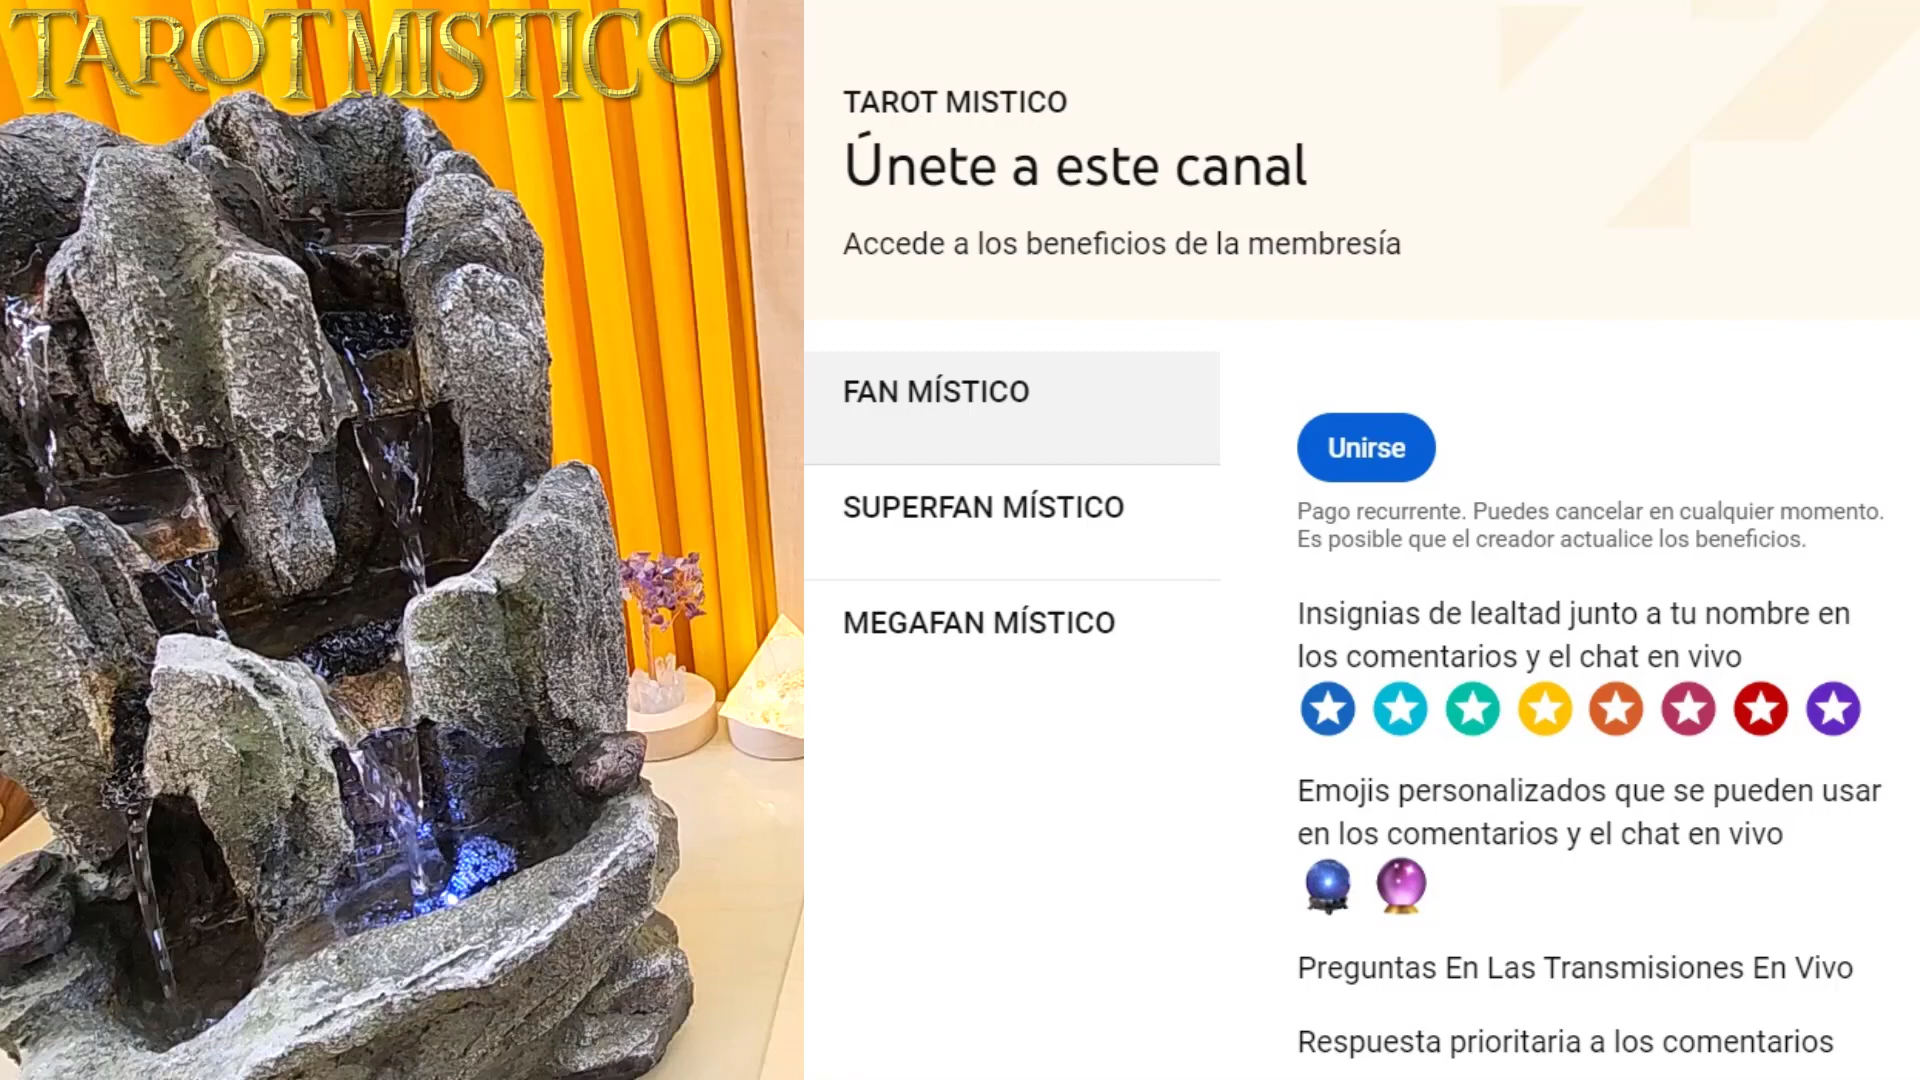 TAROT MISTICO
TAROT MISTICO
Únete a este canal
Accede a los beneficios de la membresía
FAN MÍSTICO
SUPERFAN MÍSTICO
MEGAFAN MÍSTICO
Unirse
Pago recurrente. Puedes cancelar en cualquier momento.
Es posible que el creador actualice los beneficios.
Insignias de lealtad junto a tu nombre en
los comentarios y el chat en vivo
Emojis personalizados que se pueden usar
en los comentarios y el chat en vivo
Preguntas En Las Transmisiones En Vivo
Respuesta prioritaria a los comentarios